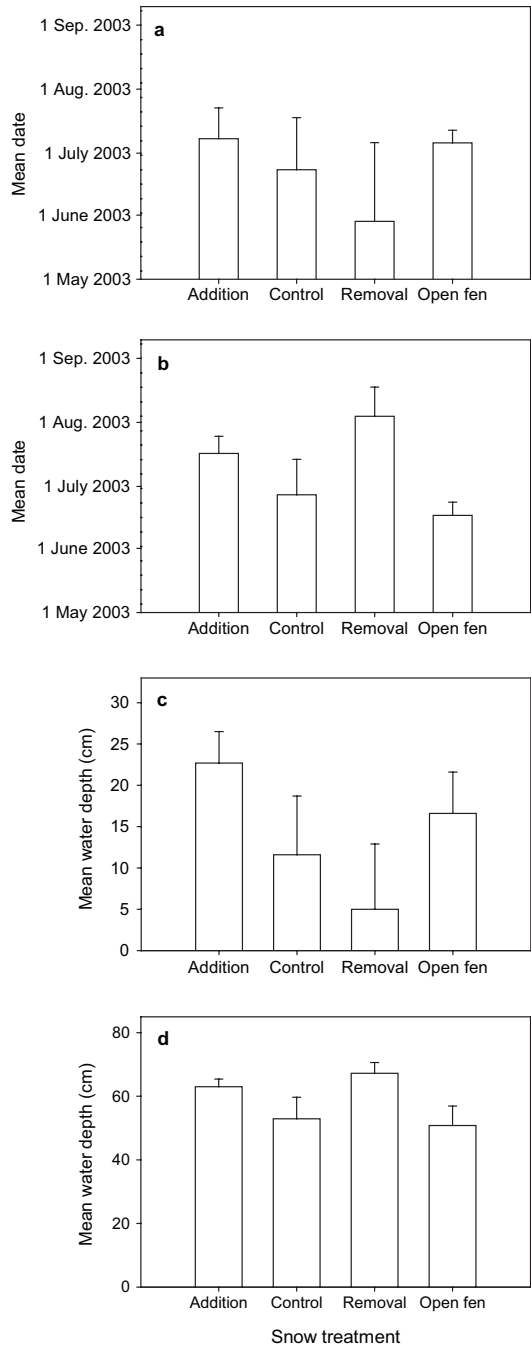 a
Mean date
1 Sep. 2003
1 Aug. 2003
1 July 2003
1 June 2003
1 May 2003
Addition Control Removal Open fen
b
Mean date
1 Sep. 2003
1 Aug. 2003
1 July 2003
1 June 2003
1 May 2003
Addition Control Removal Open fen
c
Mean water depth (cm)
30
25
20
15
10
5
0
Addition Control Removal Open fen
d
Mean water depth (cm)
80
60
40
20
0
Addition Control Removal Open fen
Snow treatment